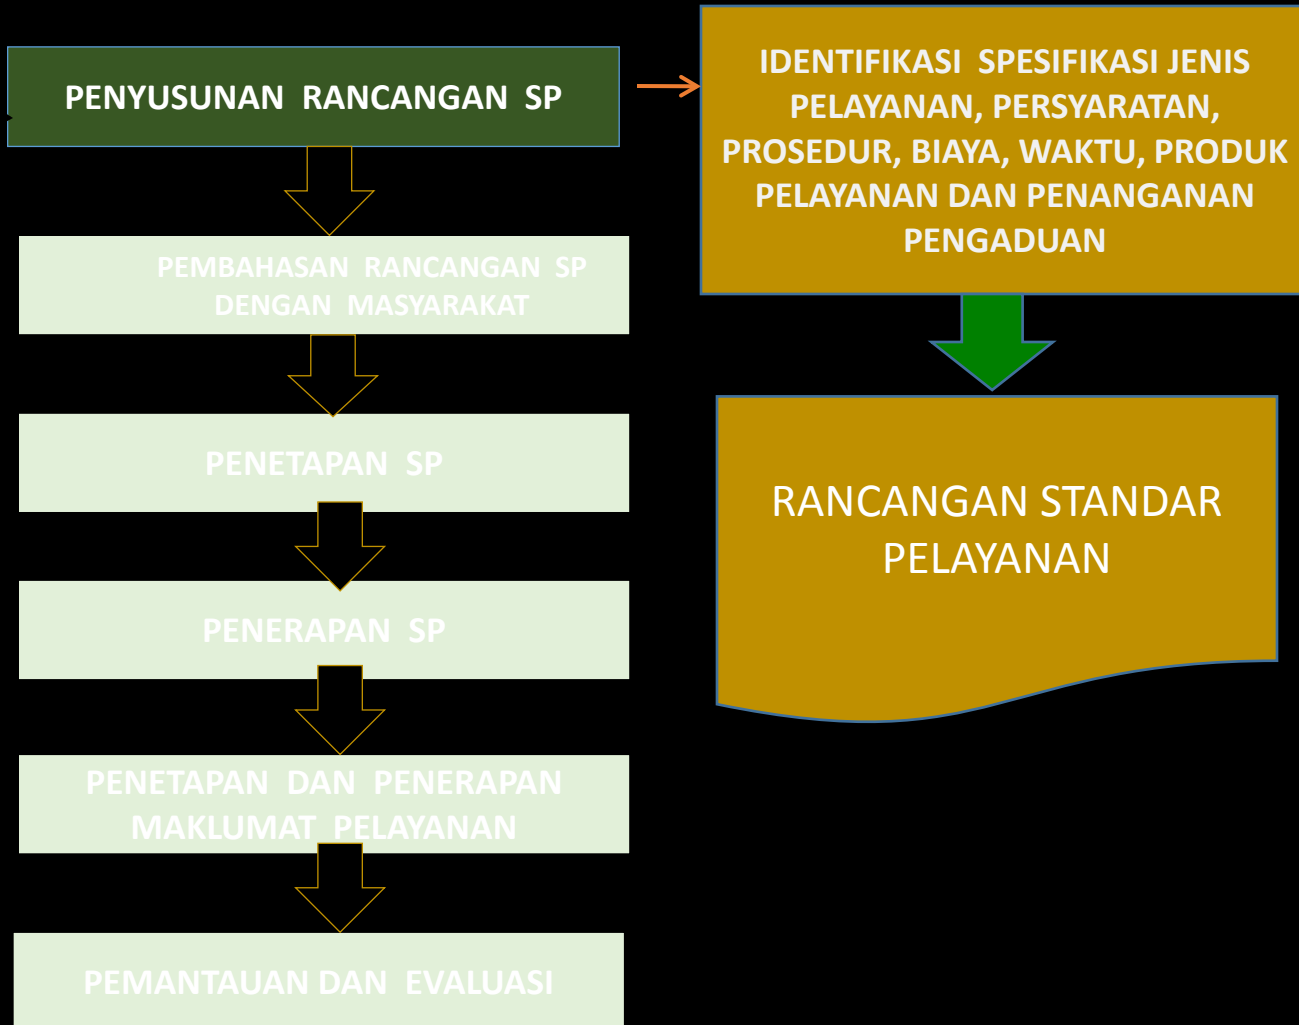 PENYUSUNAN RANCANGAN SP
PEMBAHASAN RANCANGAN SP
DENGAN MASYARAKAT
PENETAPAN SP
PENERAPAN SP
PENETAPAN DAN PENERAPAN
MAKLUMAT PELAYANAN
PEMANTAUAN DAN EVALUASI
IDENTIFIKASI SPESIFIKASI JENIS
PELAYANAN, PERSYARATAN,
PROSEDUR, BIAYA, WAKTU, PRODUK
PELAYANAN DAN PENANGANAN
PENGADUAN
RANCANGAN STANDAR
PELAYANAN